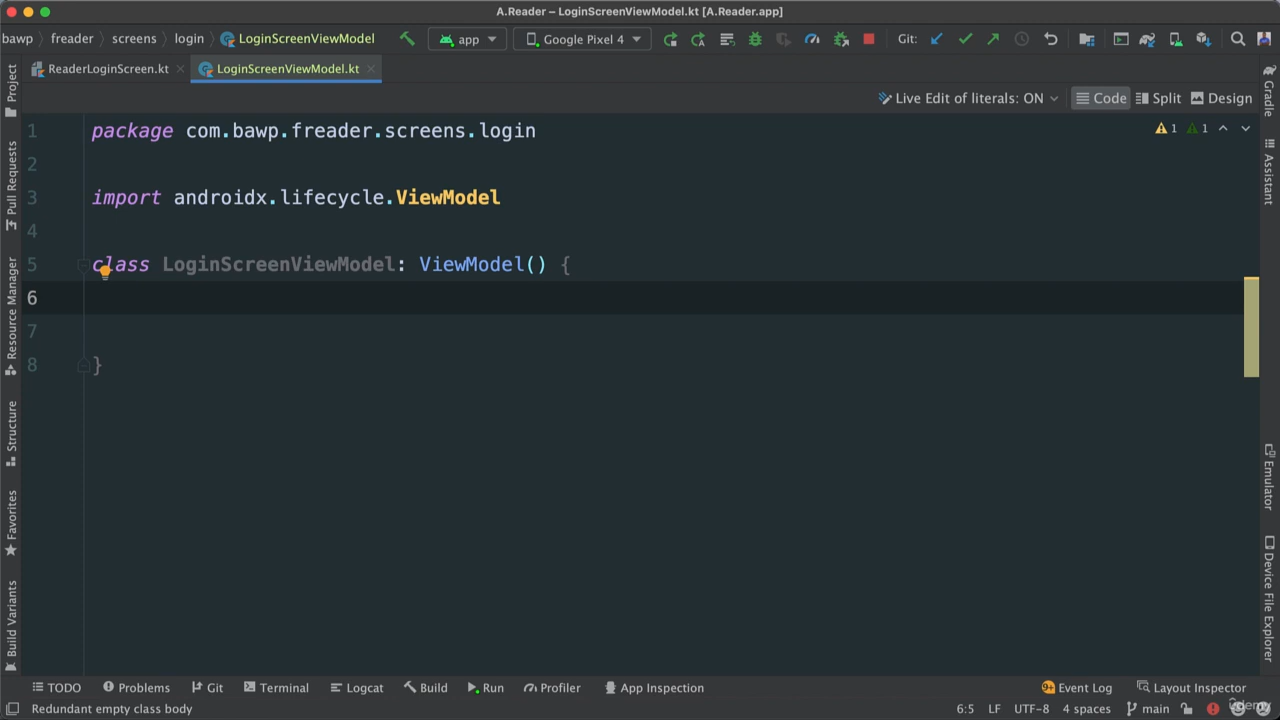 A.Reader – LoginScreenViewModel.kt [A.Reader.app]
bawp freader screens login LoginScreenViewModel app Google Pixel 4 Git:
ReaderLoginScreen.kt LoginScreenViewModel.kt
Live Edit of literals: ON Code Split Design
1 package com.bawp.freader.screens.login
1 1
2
3 import androidx.lifecycle.ViewModel
4
5 class LoginScreenViewModel: ViewModel() {
6
7
8 }
Project
Pull Requests
Resource Manager
Structure
Favorites
Build Variants
Gradle
Assistant
Emulator
Device File Explorer
TODO Problems Git Terminal Logcat Build Run Profiler App Inspection 9+ Event Log Layout Inspector
Redundant empty class body 6:5 LF UTF-8 4 spaces main
udemy